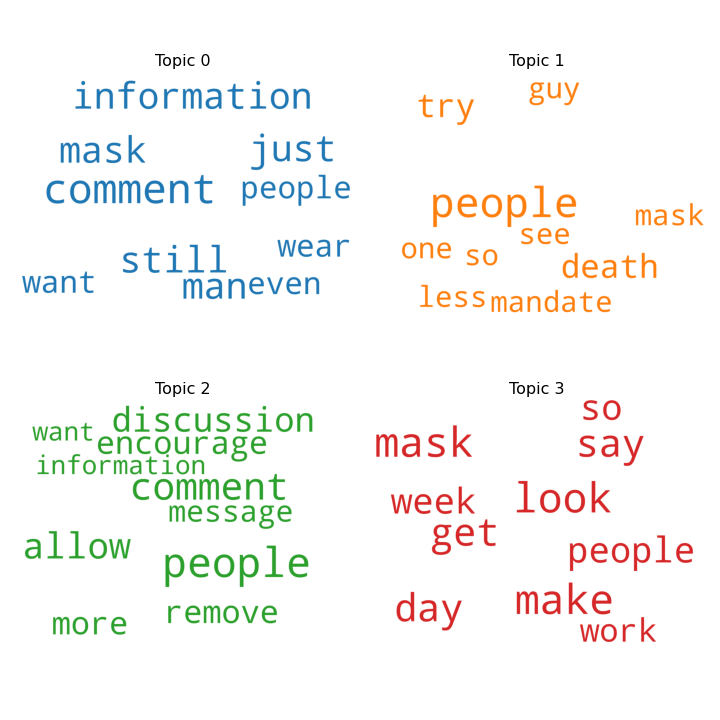 Topic 0
information
mask just
comment people
still wear
want man even
Topic 1
guy
try
people
mask
one so see
death
less mandate
Topic 2
discussion
want encourage
information
comment
message
allow
people
more remove
Topic 3
so
mask say
week look
get
people
day make
work